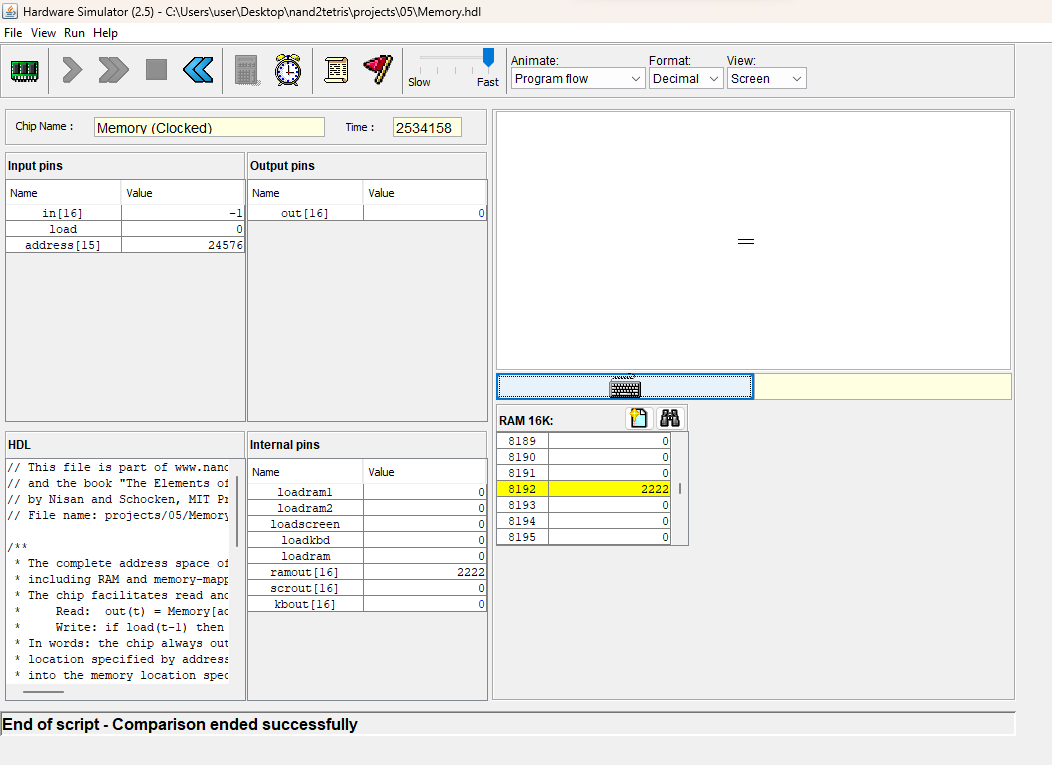 Hardware Simulator (2.5) - C:\Users\user\Desktop\nand2tetris\projects\05\Memory.hdl
File View Run Help
Slow Fast
Animate: Format: View:
Program flow Decimal Screen
Chip Name : Memory (Clocked) Time : 2534158
Input pins
Name Value
in[16] -1
load 0
address[15] 24576
Output pins
Name Value
out[16] 0
HDL
// This file is part of www.nanc
// and the book "The Elements of
// by Nisan and Schocken, MIT Pr
// File name: projects/05/Memory
/**
* The complete address space of
* including RAM and memory-mapp
* The chip facilitates read and
* Read: out(t) = Memory[ac
* Write: if load(t-1) then
* In words: the chip always out
* location specified by address
* into the memory location spec
Internal pins
Name Value
loadram1 0
loadram2 0
loadscreen 0
loadkbd 0
loadram 0
ramout[16] 2222
scrout[16] 0
kbout[16] 0
RAM 16K:
8189 0
8190 0
8191 0
8192 2222
8193 0
8194 0
8195 0
End of script - Comparison ended successfully